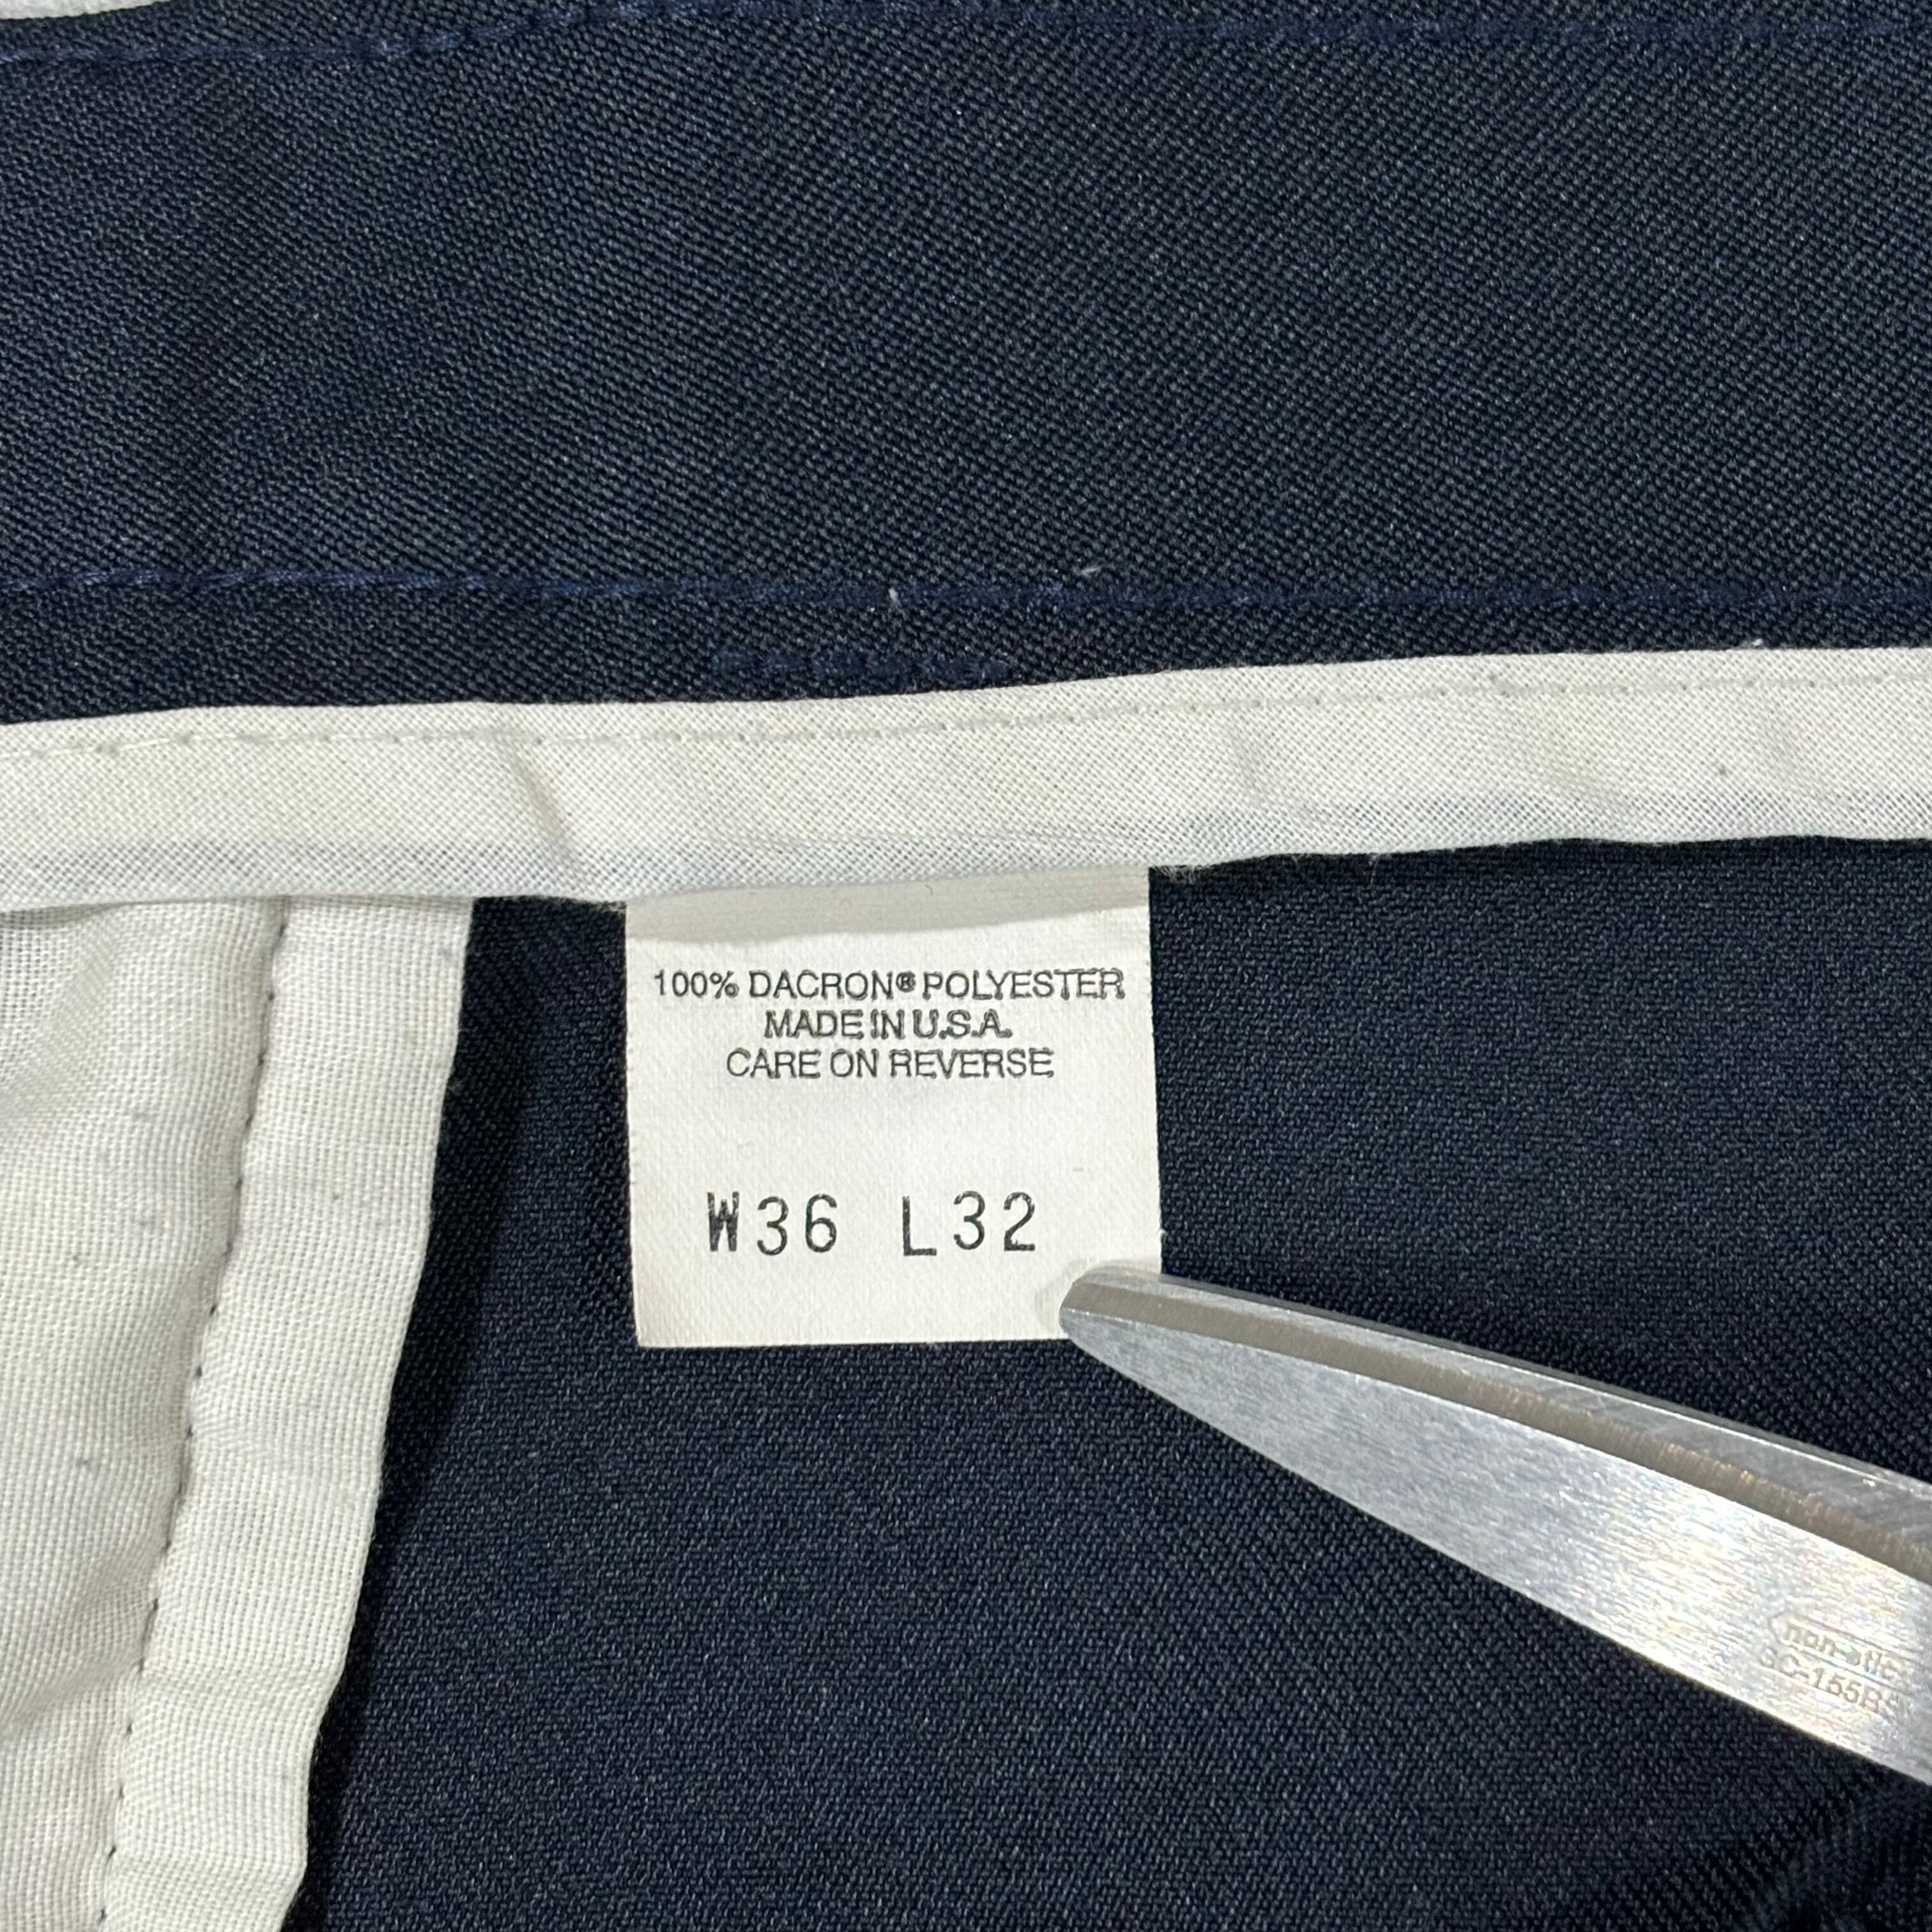 100% DACRON® POLYESTER
MADE IN U.S.A.
CARE ON REVERSE
W36 L32